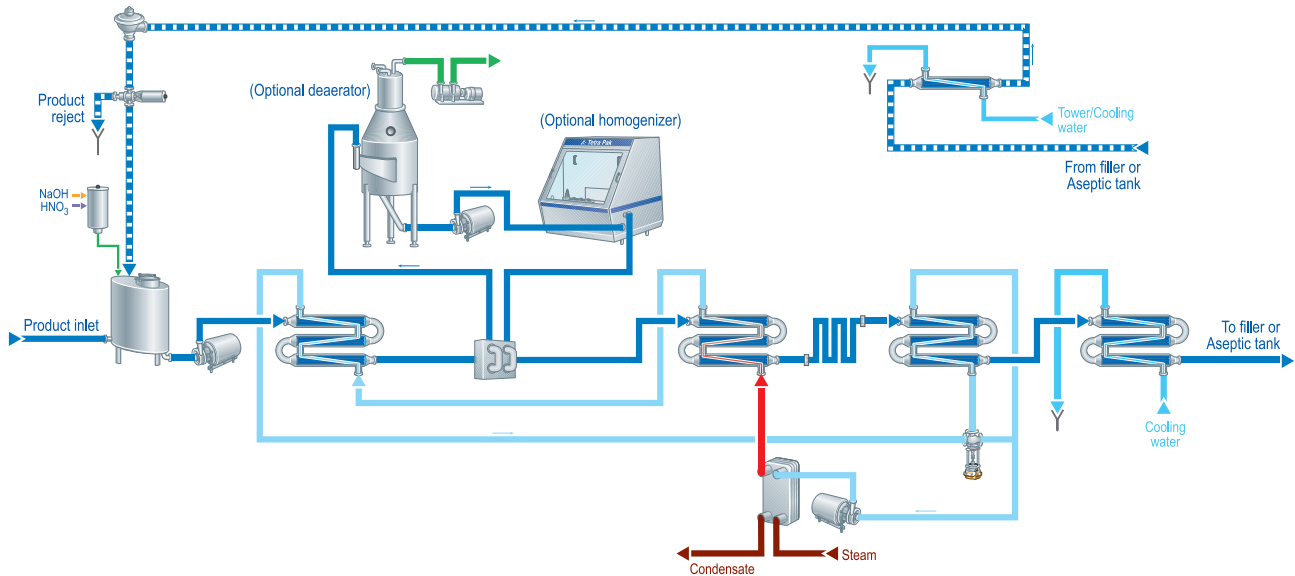 (Optional deaerator)
Product
reject
(Optional homogenizer)
Tetra Pak
Tower/Cooling
water
From filler or
Aseptic tank
NaOH
HNO3
Product inlet
To filler or
Aseptic tank
Cooling
water
Steam
Condensate